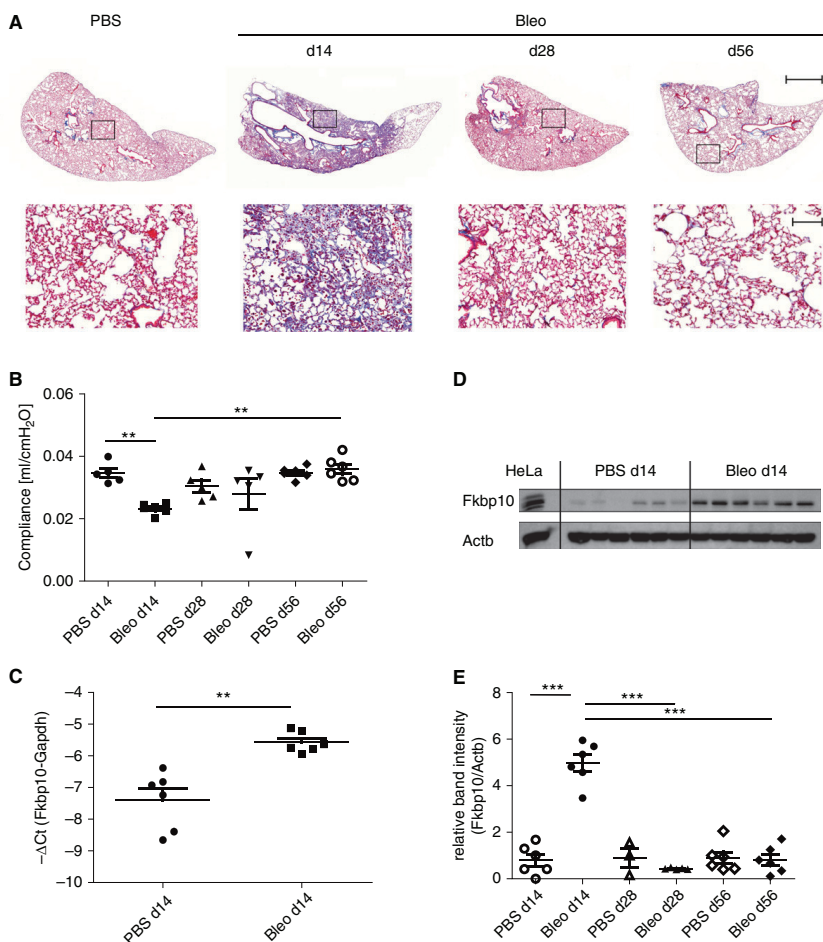 A
PBS
Bleo
d14
d28
d56
B
Compliance [ml/cmH₂O]
0.06
0.04
0.02
0.00
**
**
PBS d14
Bleo d14
PBS d28
Bleo d28
PBS d56
Bleo d56
D
HeLa
PBS d14
Bleo d14
Fkbp10
Actb
C
−ΔCt (Fkbp10-Gapdh)
−4
−5
−6
−7
−8
−9
−10
**
PBS d14
Bleo d14
E
relative band intensity
(Fkbp10/Actb)
8
6
4
2
0
***
***
***
PBS d14
Bleo d14
PBS d28
Bleo d28
PBS d56
Bleo d56